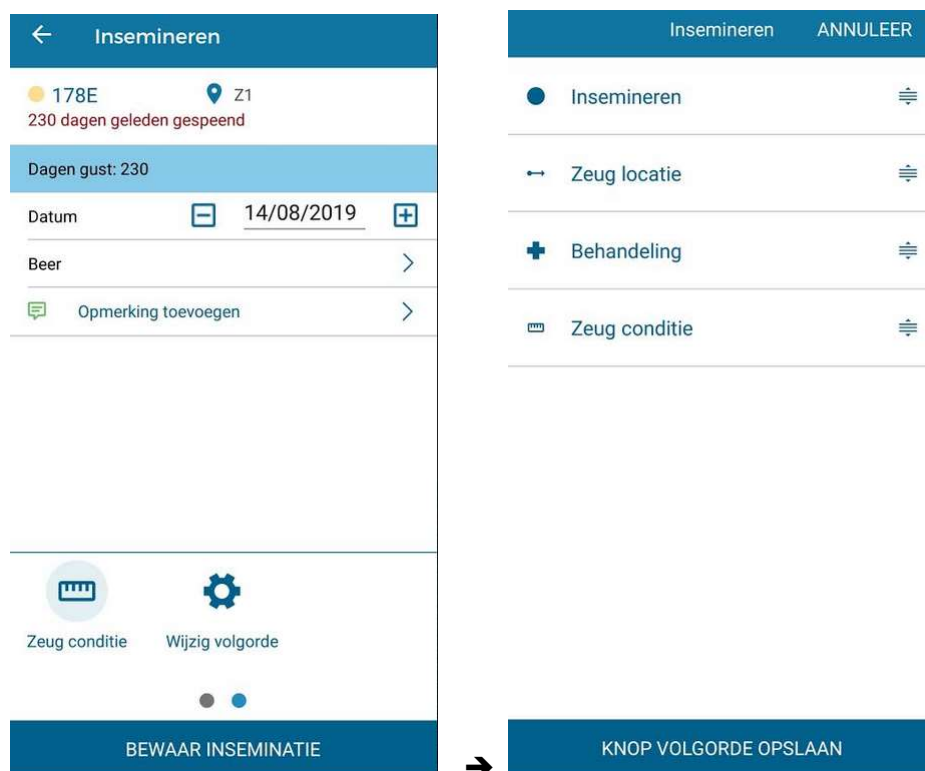 Insemineren
178E Z1
230 dagen geleden gespeend
Dagen gust: 230
Datum 14/08/2019
Beer
Opmerking toevoegen
Zeug conditie Wijzig volgorde
BEWAAR INSEMINATIE
Insemineren ANNULEER
Insemineren
Zeug locatie
Behandeling
Zeug conditie
KNOP VOLGORDE OPSLAAN